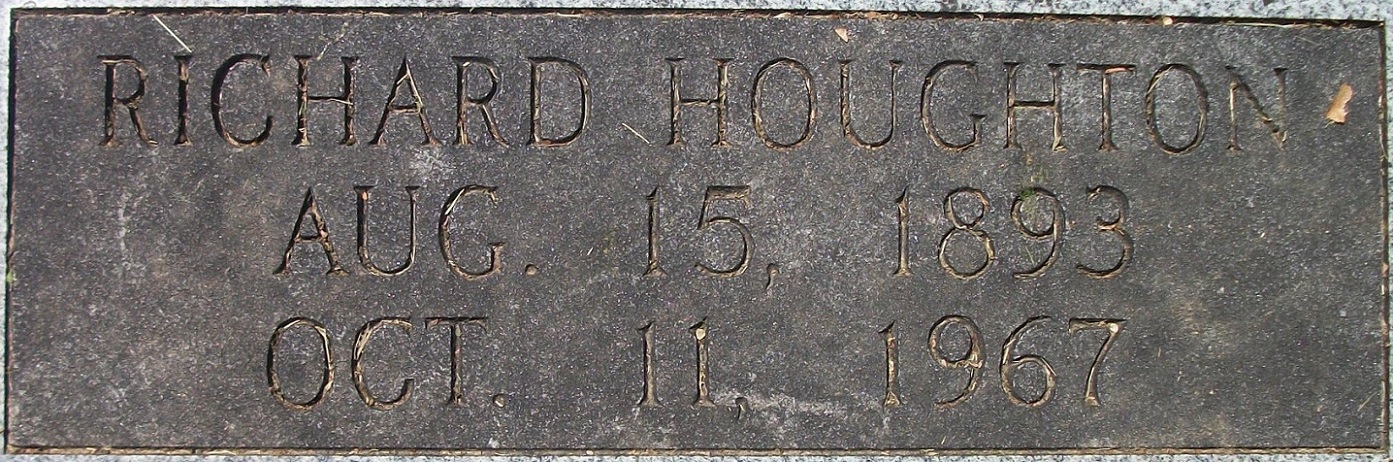 RICHARD HOUGHTON
AUG. 15, 1893
OCT. 11, 1967